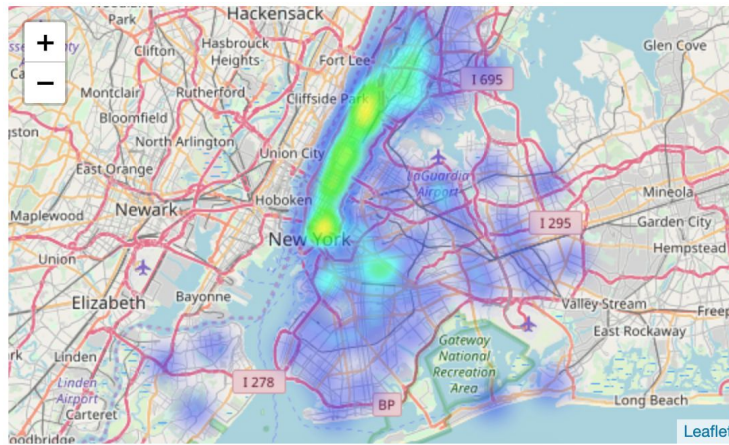 Park
Hackensack
+
−
Clifton
Hasbrouck
Heights
Fort Lee
Glen Cove
I 695
Montclair
Rutherford
Cliffside Park
Bloomfield
North Arlington
Union City
East Orange
LaGuardia
Airport
Mineola
Maplewood
Newark
Hoboken
New York
I 295
Garden City
Union
Hempstead
Elizabeth
Bayonne
Valley Stream
East Rockaway
Linden
Gateway
National
Recreation
Area
Linden
Airport
I 278
BP
Long Beach
Carteret
Leaflet